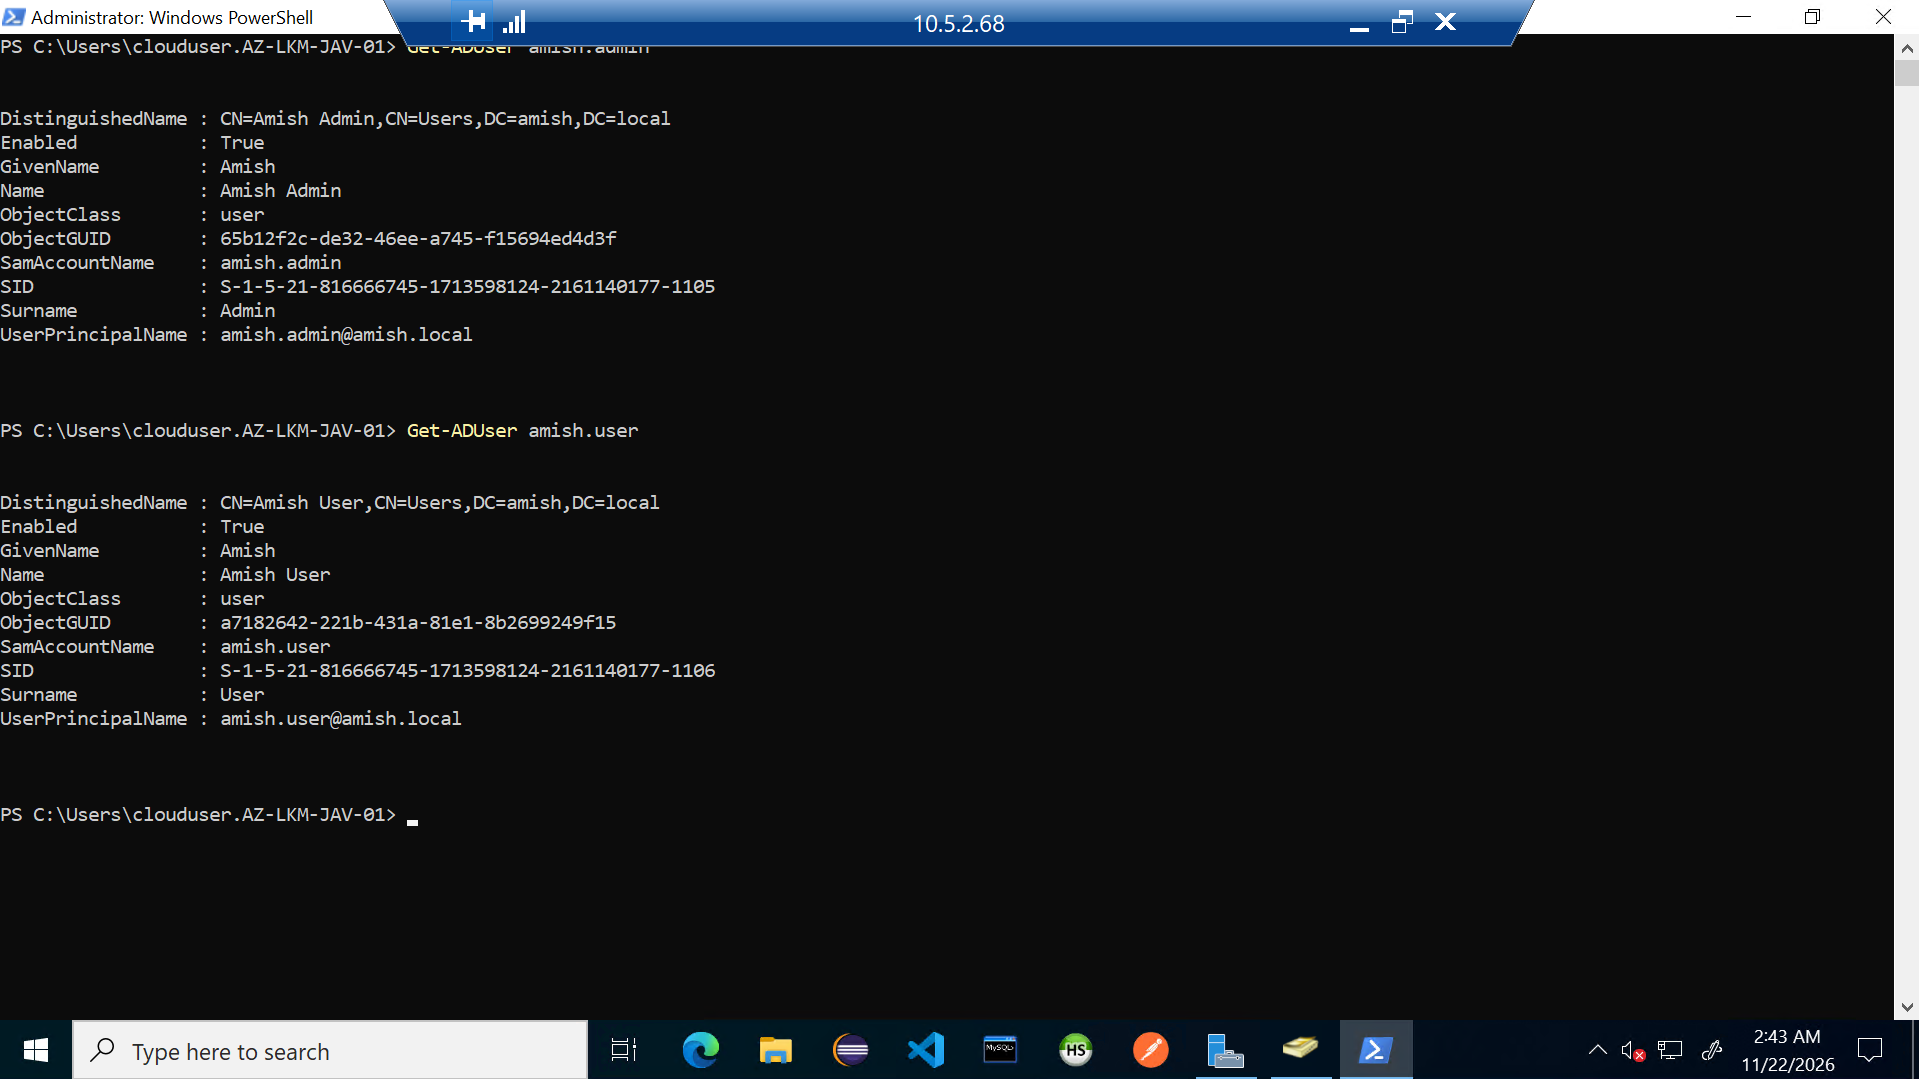 Administrator: Windows PowerShell
10.5.2.68
PS C:\Users\clouduser.AZ-LKM-JAV-01> Get-ADUser amish.admin
DistinguishedName : CN=Amish Admin,CN=Users,DC=amish,DC=local
Enabled : True
GivenName : Amish
Name : Amish Admin
ObjectClass : user
ObjectGUID : 65b12f2c-de32-46ee-a745-f15694ed4d3f
SamAccountName : amish.admin
SID : S-1-5-21-816666745-1713598124-2161140177-1105
Surname : Admin
UserPrincipalName : amish.admin@amish.local
PS C:\Users\clouduser.AZ-LKM-JAV-01> Get-ADUser amish.user
DistinguishedName : CN=Amish User,CN=Users,DC=amish,DC=local
Enabled : True
GivenName : Amish
Name : Amish User
ObjectClass : user
ObjectGUID : a7182642-221b-431a-81e1-8b2699249f15
SamAccountName : amish.user
SID : S-1-5-21-816666745-1713598124-2161140177-1106
Surname : User
UserPrincipalName : amish.user@amish.local
PS C:\Users\clouduser.AZ-LKM-JAV-01>
Type here to search
MySQL
HS
2:43 AM
11/22/2026